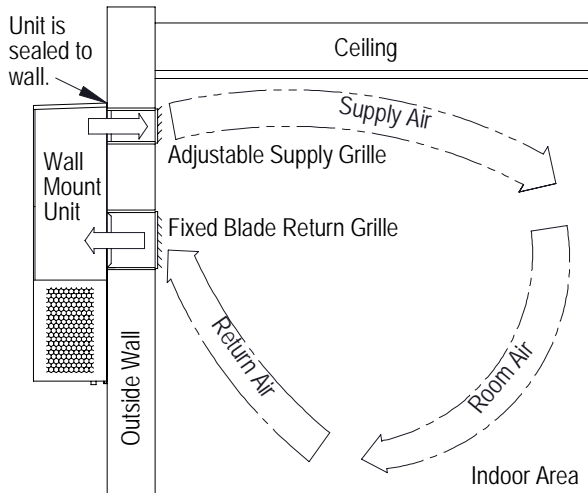 Unit is
sealed to
wall.
Ceiling
Supply Air
Adjustable Supply Grille
Wall
Mount
Unit
Fixed Blade Return Grille
Return Air
Room Air
Outside Wall
Indoor Area